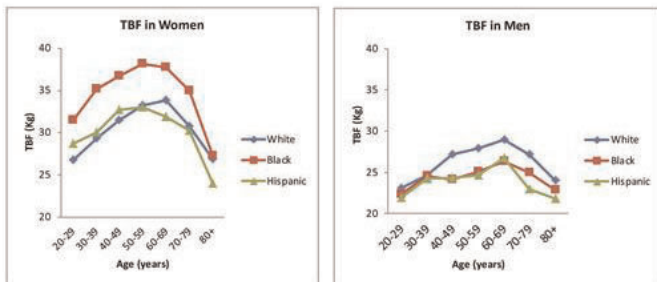 TBF in Women
40
35
30
25
20
TBF (Kg)
20-29
30-39
40-49
50-59
60-69
70-79
80+
Age (years)
White
Black
Hispanic
TBF in Men
40
35
30
25
20
TBF (Kg)
20-29
30-39
40-49
50-59
60-69
70-79
80+
Age (years)
White
Black
Hispanic